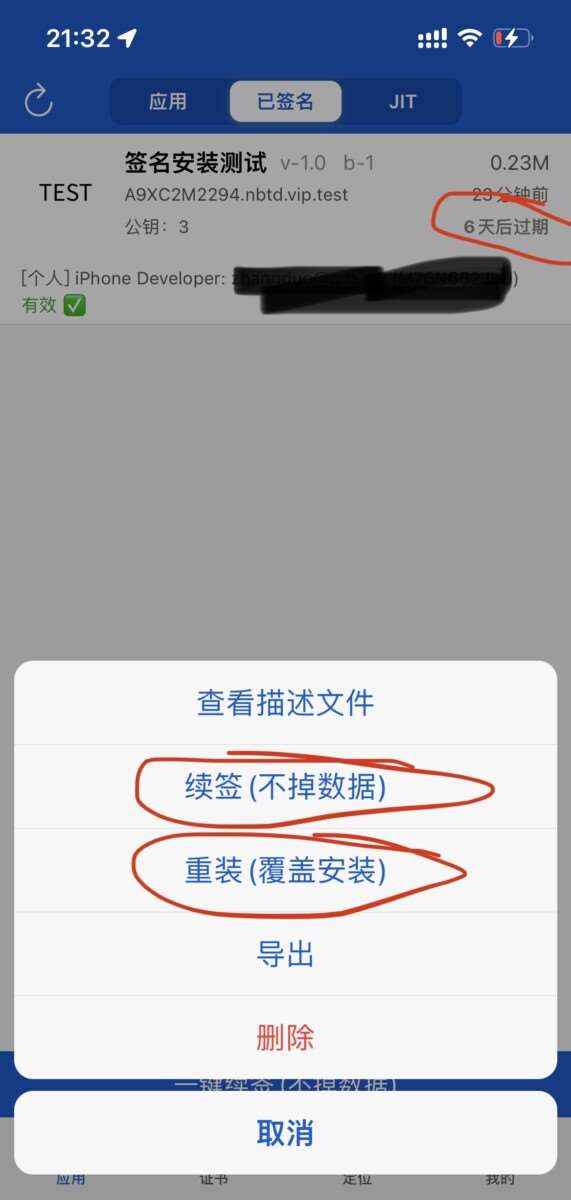 21:32
应用 已签名 JIT
签名安装测试 v-1.0 b-1 0.23M
TEST A9XC2M2294.nbtd.vip.test 23分钟前
公钥：3 6天后过期
[个人] iPhone Developer:
有效 ✅
查看描述文件
续签(不掉数据)
重装(覆盖安装)
导出
删除
一键续签(不掉数据)
取消
应用 证书 定位 我的